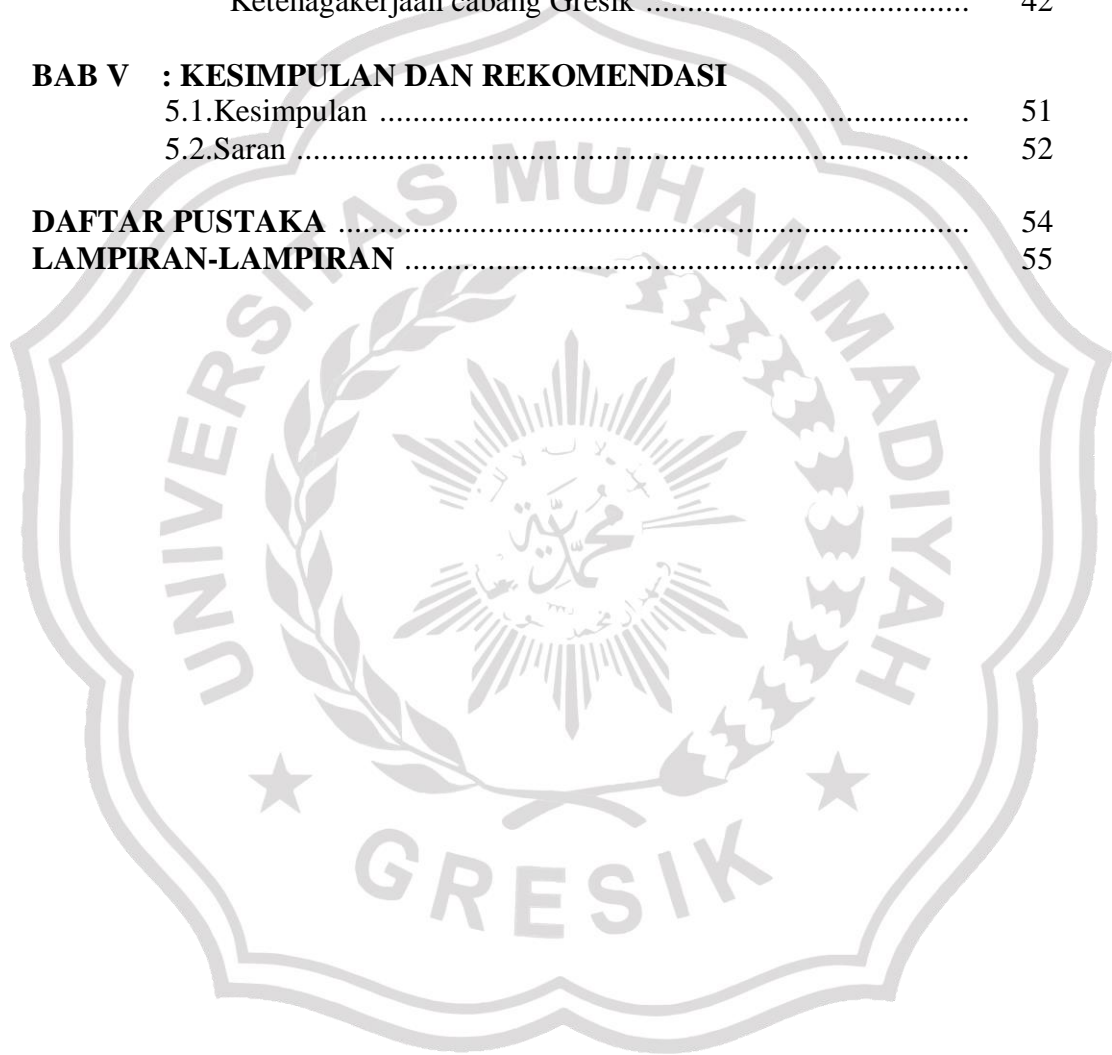 Ketenagakerjaan cabang Gresik ....................................... 42
BAB V : KESIMPULAN DAN REKOMENDASI
5.1.Kesimpulan ....................................................................... 51
5.2.Saran ................................................................................. 52
DAFTAR PUSTAKA ............................................................................ 54
LAMPIRAN-LAMPIRAN .................................................................... 55
UNIVERSITAS MUHAMMADIYAH
محمد
GRESIK